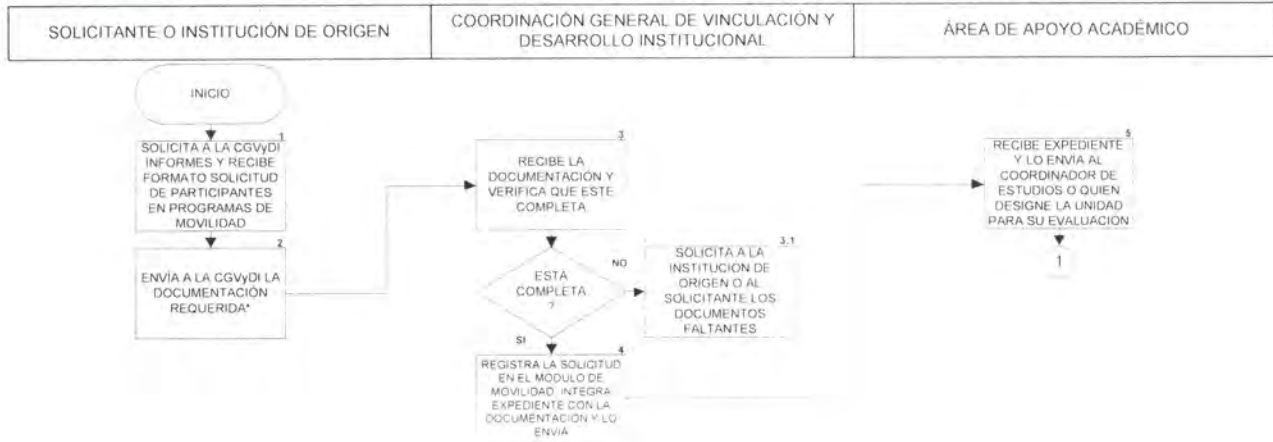 SOLICITANTE O INSTITUCIÓN DE ORIGEN
COORDINACIÓN GENERAL DE VINCULACIÓN Y
DESARROLLO INSTITUCIONAL
ÁREA DE APOYO ACADÉMICO
INICIO
1
SOLICITA A LA CGVyDI
INFORMES Y RECIBE
FORMATO SOLICITUD
DE PARTICIPANTES
EN PROGRAMAS DE
MOVILIDAD
2
ENVÍA A LA CGVyDI LA
DOCUMENTACIÓN
REQUERIDA*
3
RECIBE LA
DOCUMENTACIÓN Y
VERIFICA QUE ESTE
COMPLETA
ESTA
COMPLETA
?
NO
3.1
SOLICITA A LA
INSTITUCIÓN DE
ORIGEN O AL
SOLICITANTE LOS
DOCUMENTOS
FALTANTES
SI
4
REGISTRA LA SOLICITUD
EN EL MODULO DE
MOVILIDAD, INTEGRA
EXPEDIENTE CON LA
DOCUMENTACIÓN Y LO
ENVIA
5
RECIBE EXPEDIENTE
Y LO ENVÍA AL
COORDINADOR DE
ESTUDIOS O QUIEN
DESIGNE LA UNIDAD
PARA SU EVALUACIÓN
1